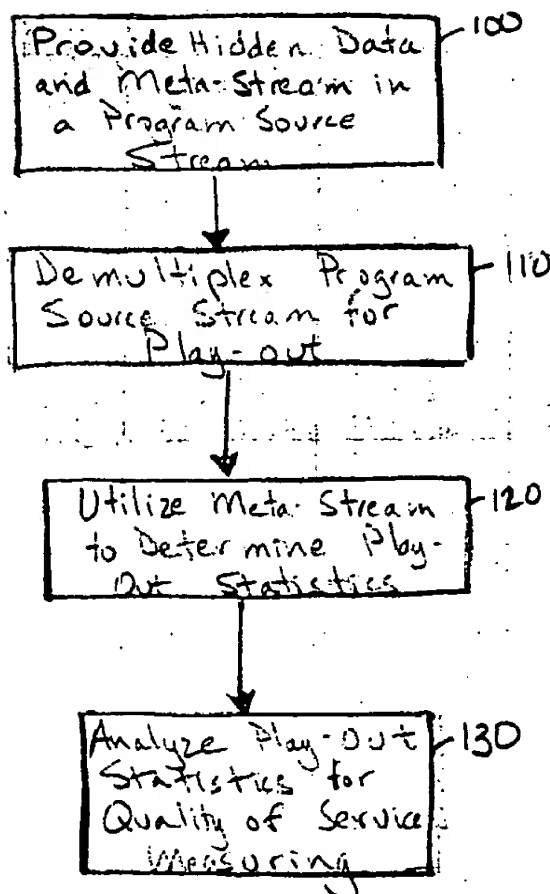 Provide Hidden Data
and Meta-Stream in
a Program Source
Stream
100
Demultiplex Program
Source Stream for
Play-out
110
Utilize Meta-Stream
to Determine Play-
Out Statistics
120
Analyze Play-Out
Statistics for
Quality of Service
Measuring
130